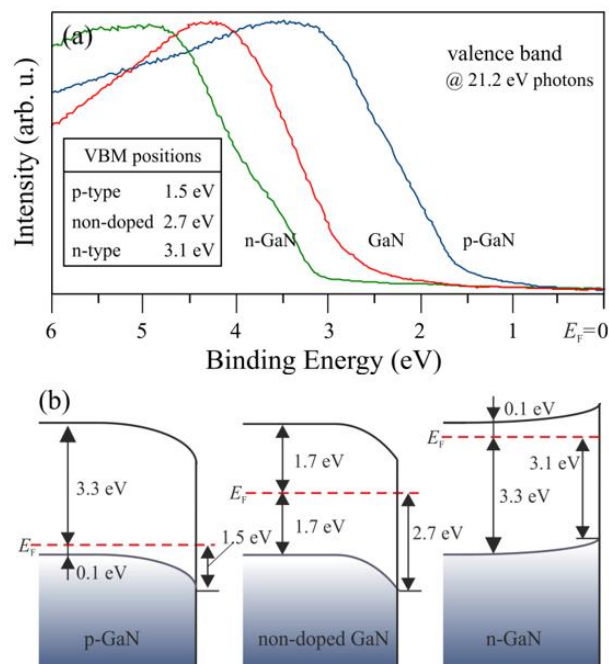 (a)
valence band
@ 21.2 eV photons
Intensity (arb. u.)
VBM positions
p-type 1.5 eV
non-doped 2.7 eV
n-type 3.1 eV
n-GaN GaN p-GaN
6 5 4 3 2 1 EF=0
Binding Energy (eV)
(b)
0.1 eV
EF
3.3 eV
1.7 eV
3.1 eV
EF
3.3 eV
EF
1.5 eV
1.7 eV
2.7 eV
0.1 eV
p-GaN
non-doped GaN
n-GaN